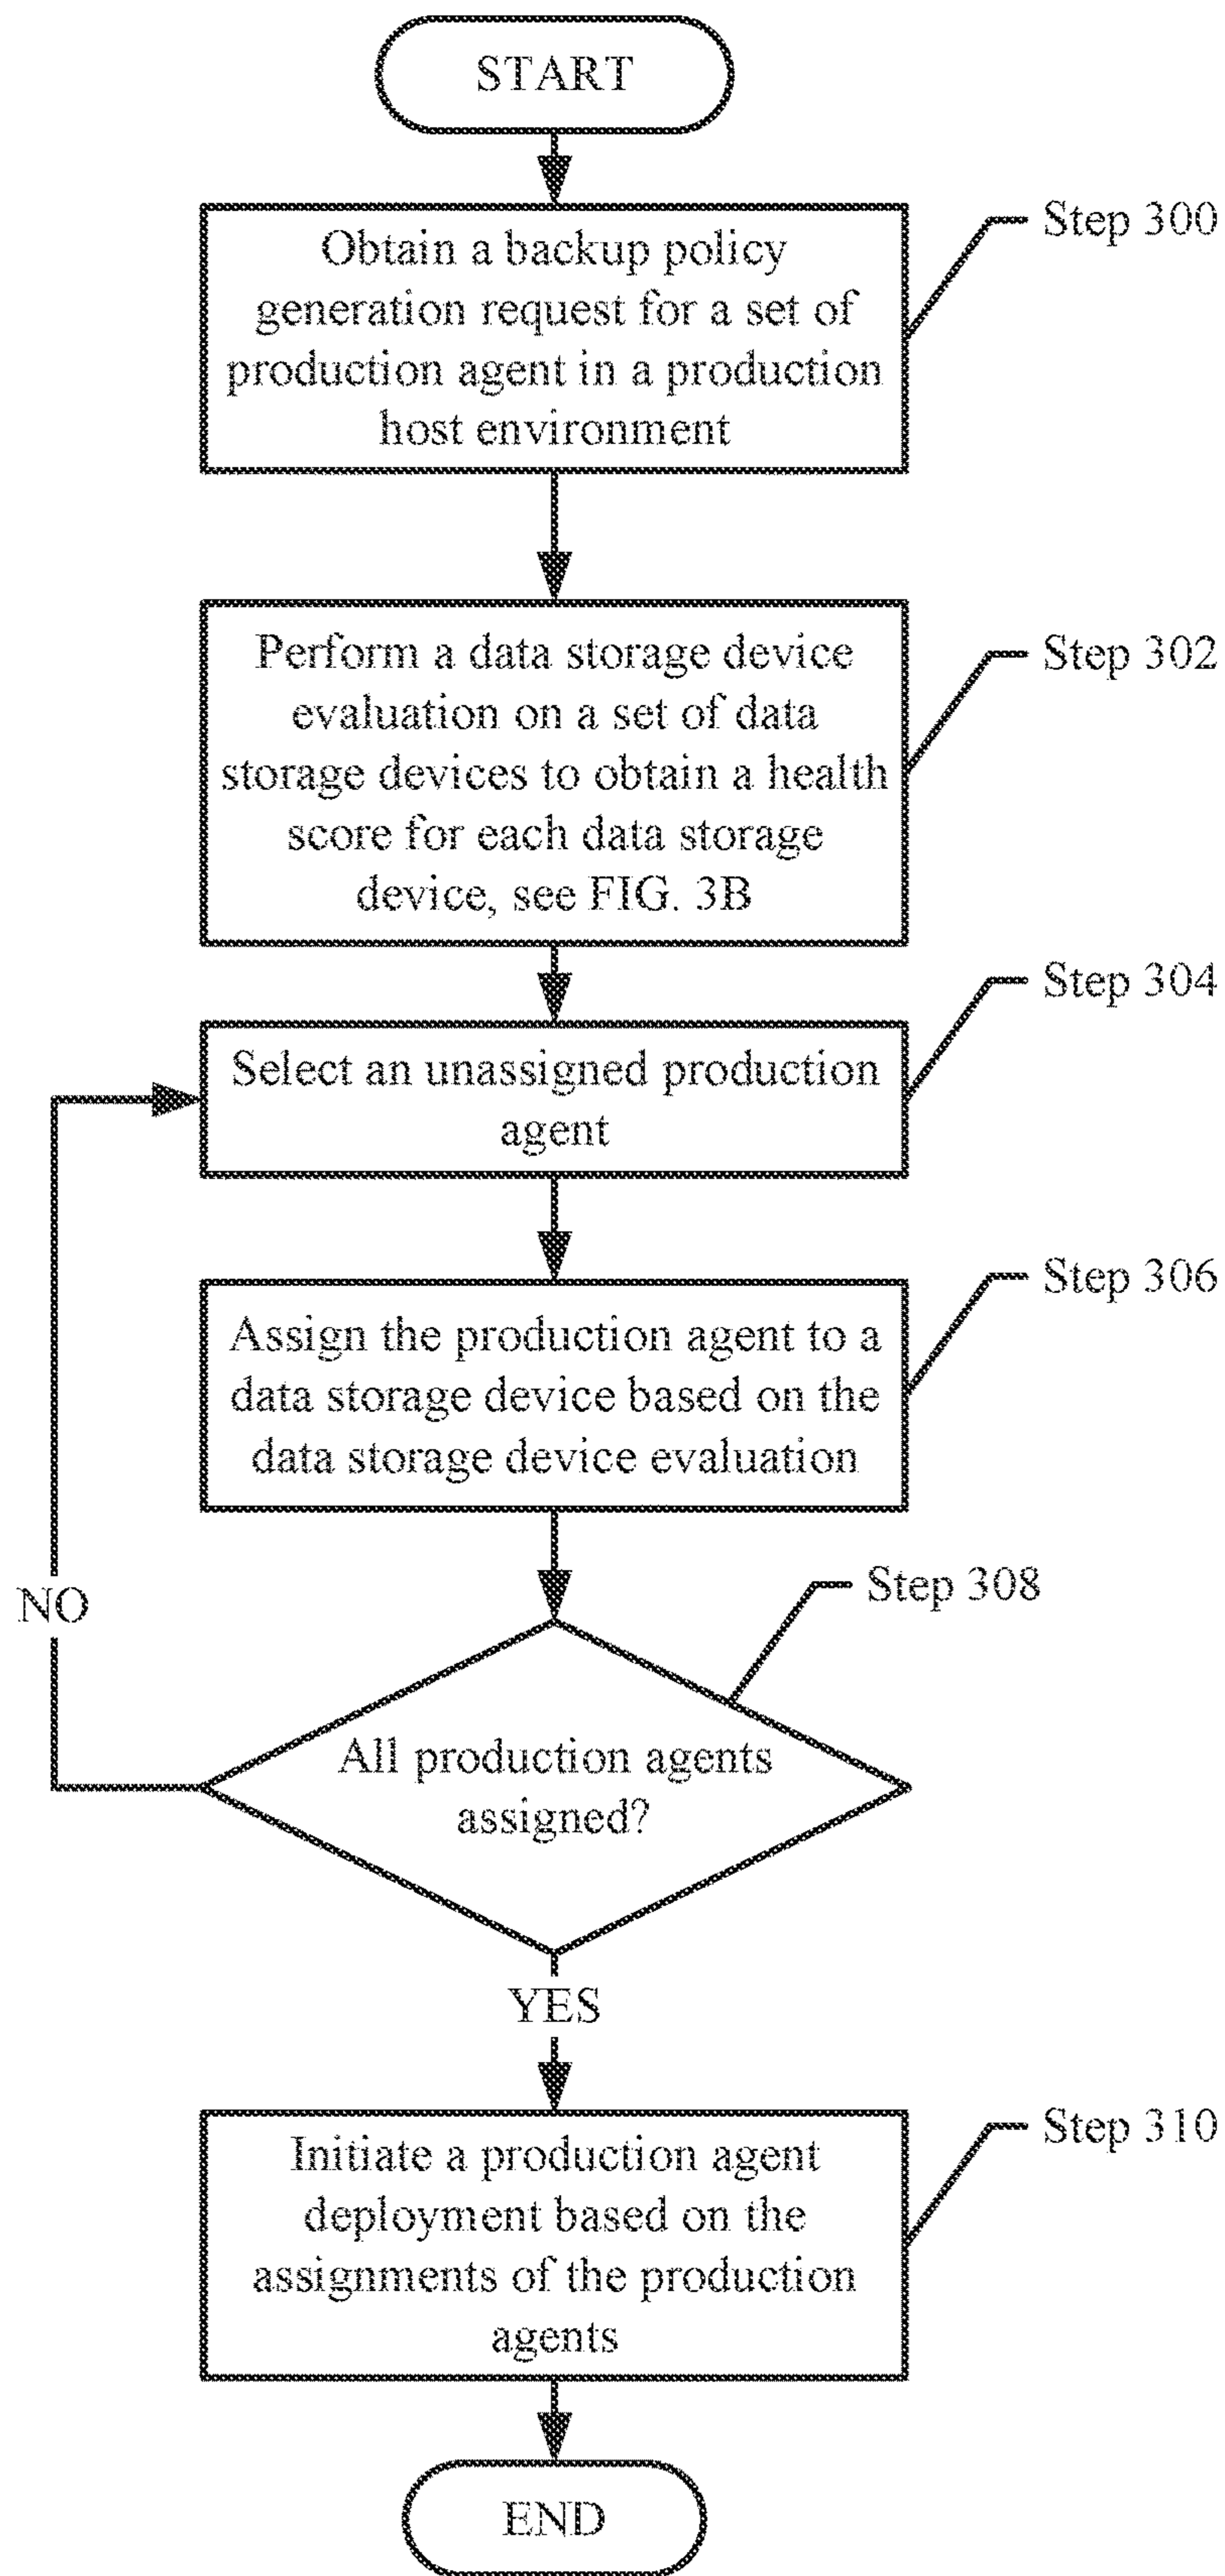 START
Step 300
Obtain a backup policy
generation request for a set of
production agent in a production
host environment
Step 302
Perform a data storage device
evaluation on a set of data
storage devices to obtain a health
score for each data storage
device, see FIG. 3B
Step 304
Select an unassigned production
agent
Step 306
Assign the production agent to a
data storage device based on the
data storage device evaluation
Step 308
NO
All production agents
assigned?
YES
Step 310
Initiate a production agent
deployment based on the
assignments of the production
agents
END